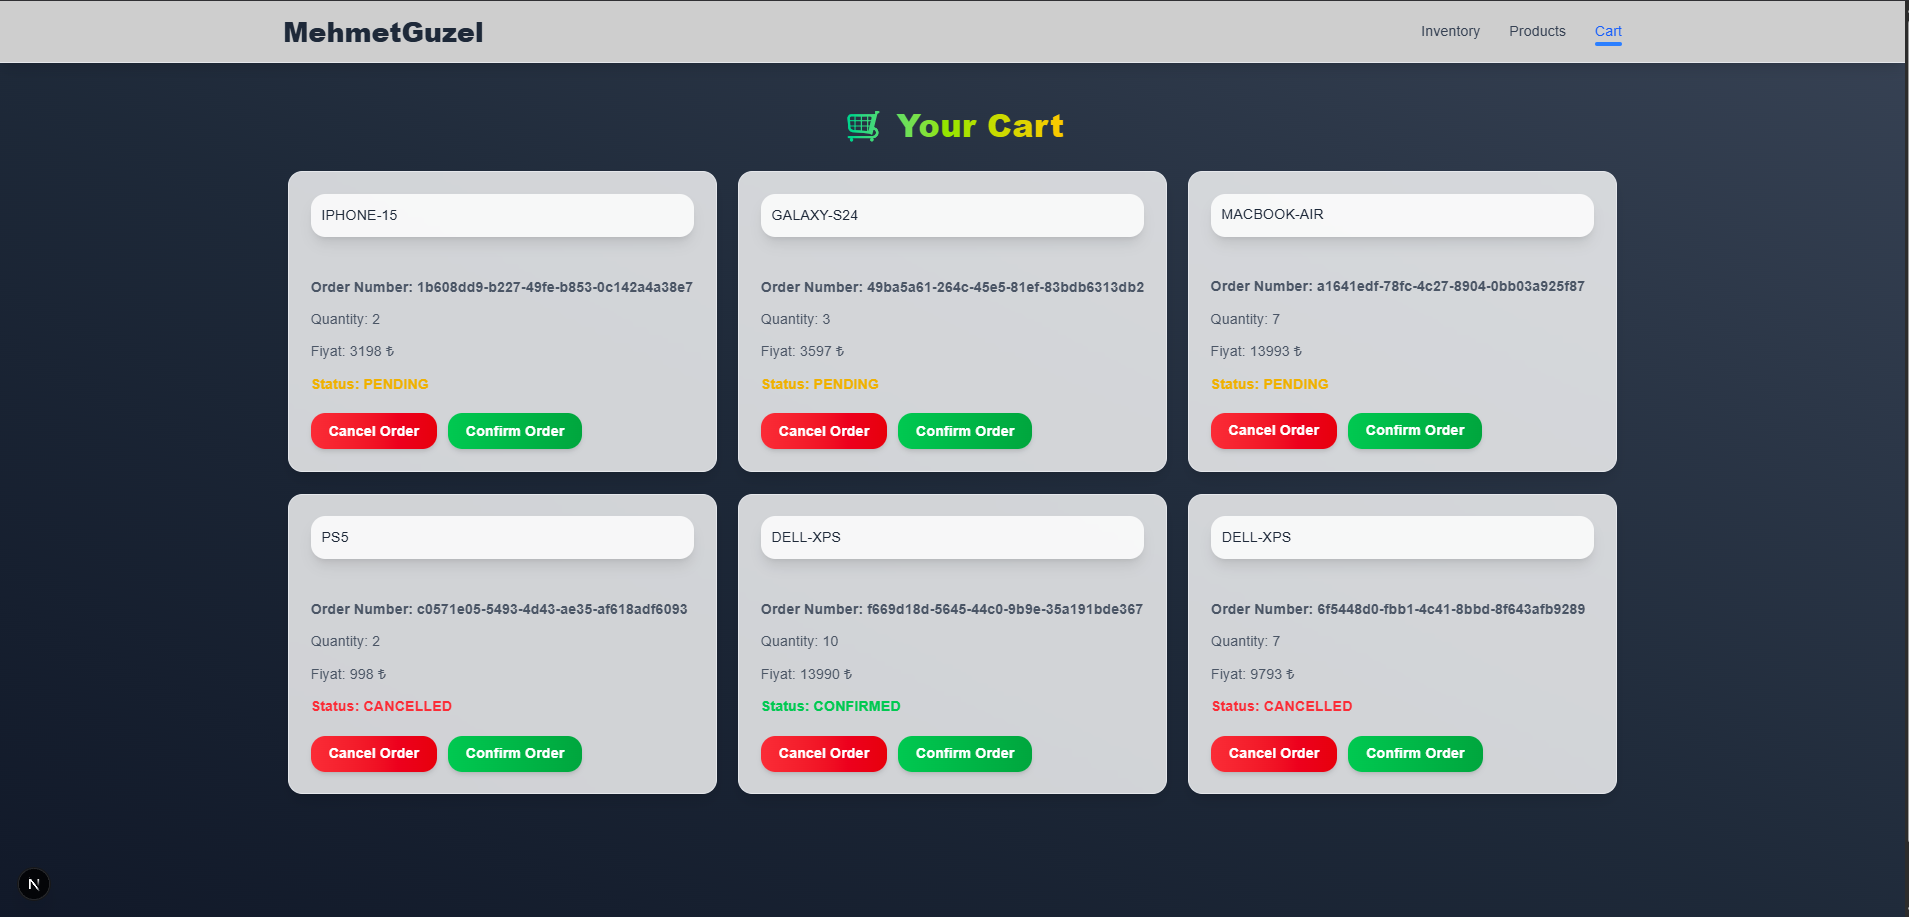 MehmetGuzel
Inventory
Products
Cart
Your Cart
IPHONE-15
Order Number: 1b608dd9-b227-49fe-b853-0c142a4a38e7
Quantity: 2
Fiyat: 3198 ₺
Status: PENDING
Cancel Order
Confirm Order
GALAXY-S24
Order Number: 49ba5a61-264c-45e5-81ef-83bdb6313db2
Quantity: 3
Fiyat: 3597 ₺
Status: PENDING
Cancel Order
Confirm Order
MACBOOK-AIR
Order Number: a1641edf-78fc-4c27-8904-0bb03a925f87
Quantity: 7
Fiyat: 13993 ₺
Status: PENDING
Cancel Order
Confirm Order
PS5
Order Number: c0571e05-5493-4d43-ae35-af618adf6093
Quantity: 2
Fiyat: 998 ₺
Status: CANCELLED
Cancel Order
Confirm Order
DELL-XPS
Order Number: f669d18d-5645-44c0-9b9e-35a191bde367
Quantity: 10
Fiyat: 13990 ₺
Status: CONFIRMED
Cancel Order
Confirm Order
DELL-XPS
Order Number: 6f5448d0-fbb1-4c41-8bbd-8f643afb9289
Quantity: 7
Fiyat: 9793 ₺
Status: CANCELLED
Cancel Order
Confirm Order
N